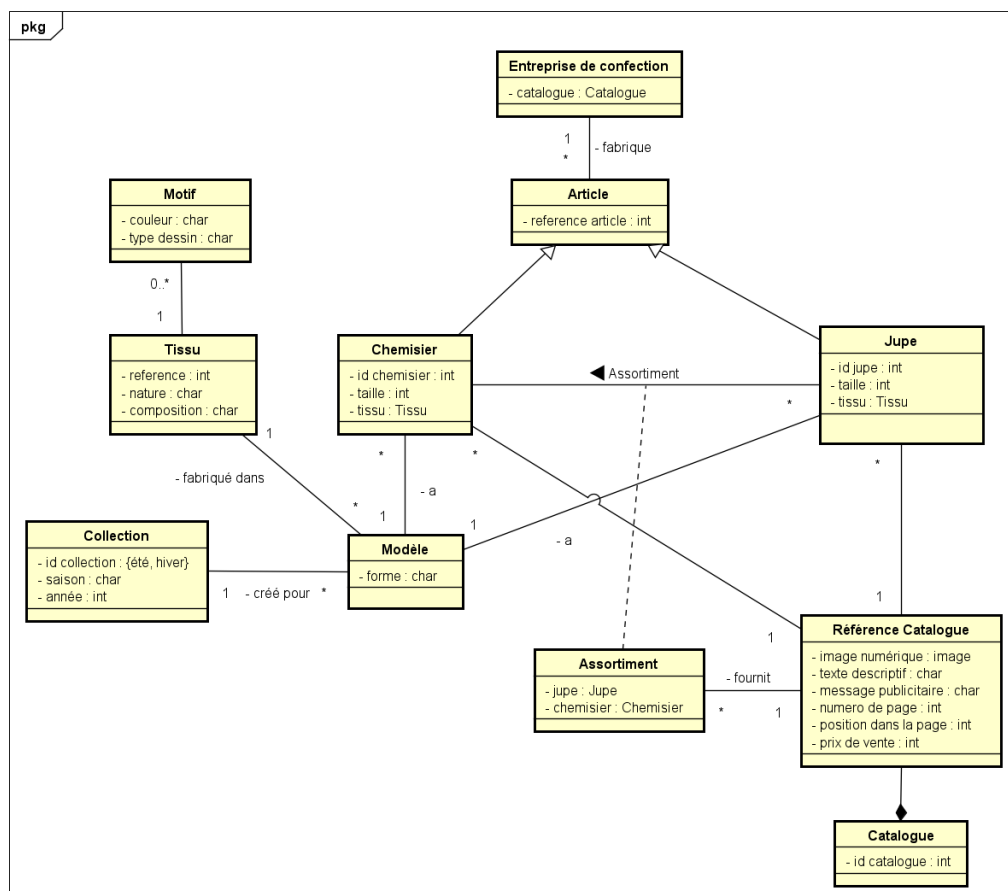 pkg
Entreprise de confection
- catalogue : Catalogue
1
- fabrique
*
Article
- reference article : int
Motif
- couleur : char
- type dessin : char
0..*
1
Tissu
- reference : int
- nature : char
- composition : char
1
Chemisier
- id chemisier : int
- taille : int
- tissu : Tissu
◀ Assortiment
*
Jupe
- id jupe : int
- taille : int
- tissu : Tissu
*
*
*
- fabriqué dans
- a
*
1
1
- a
Collection
- id collection : {été, hiver}
- saison : char
- année : int
1 - créé pour *
Modèle
- forme : char
1
1
Assortiment
- jupe : Jupe
- chemisier : Chemisier
- fournit
*
1
Référence Catalogue
- image numérique : image
- texte descriptif : char
- message publicitaire : char
- numero de page : int
- position dans la page : int
- prix de vente : int
Catalogue
- id catalogue : int